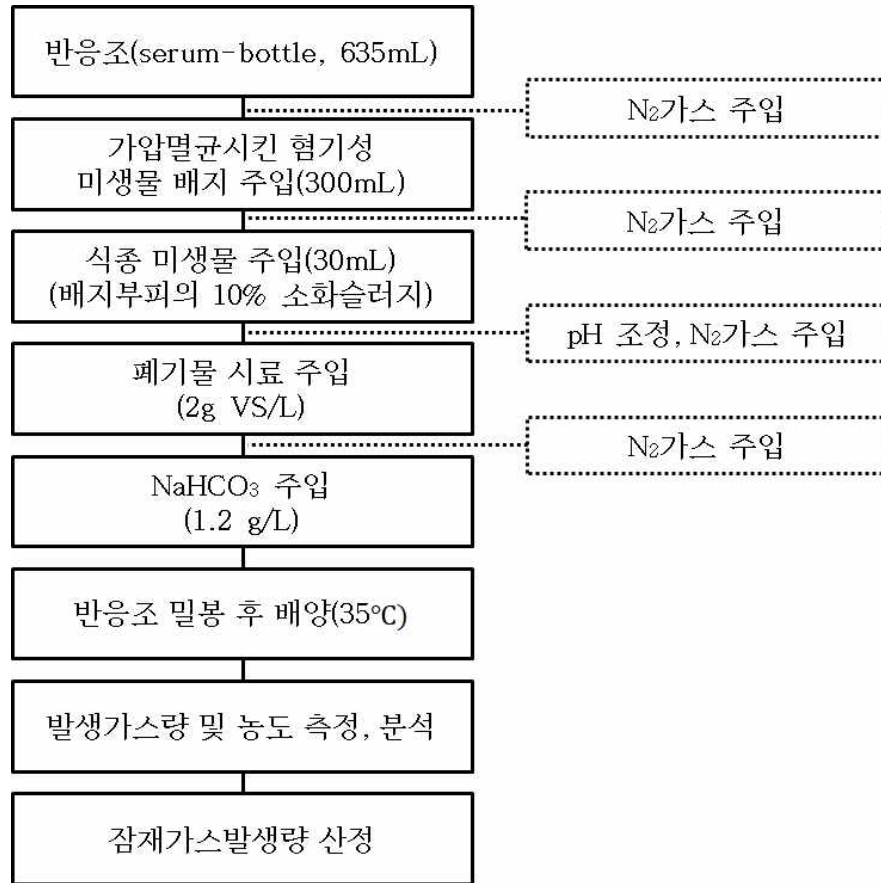 반응조(serum-bottle, 635mL)
N₂가스 주입
가압멸균시킨 혐기성
미생물 배지 주입(300mL)
N₂가스 주입
식종 미생물 주입(30mL)
(배지부피의 10% 소화슬러지)
pH 조정, N₂가스 주입
폐기물 시료 주입
(2g VS/L)
N₂가스 주입
NaHCO₃ 주입
(1.2 g/L)
반응조 밀봉 후 배양(35℃)
발생가스량 및 농도 측정, 분석
잠재가스발생량 산정